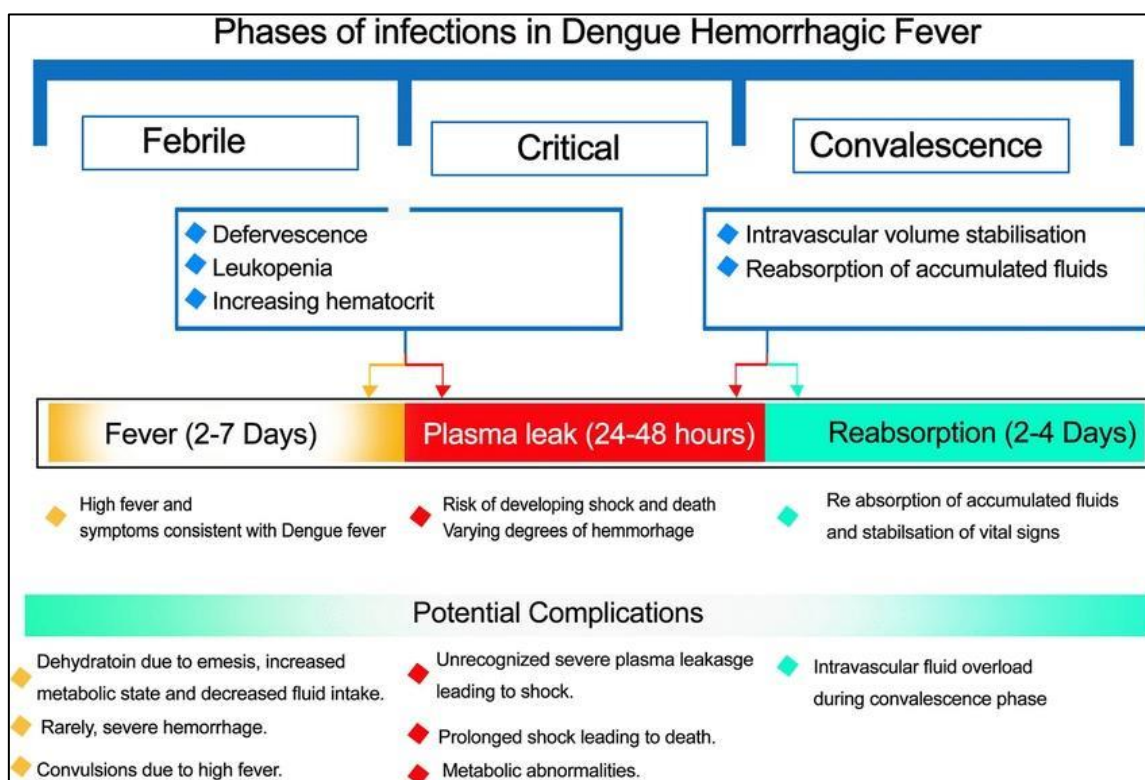 Phases of infections in Dengue Hemorrhagic Fever
Febrile
Critical
Convalescence
Defervescence
Leukopenia
Increasing hematocrit
Intravascular volume stabilisation
Reabsorption of accumulated fluids
Fever (2-7 Days)
Plasma leak (24-48 hours)
Reabsorption (2-4 Days)
High fever and
symptoms consistent with Dengue fever
Risk of developing shock and death
Varying degrees of hemmorhage
Re absorption of accumulated fluids
and stabilsation of vital signs
Potential Complications
Dehydratoin due to emesis, increased
metabolic state and decreased fluid intake.
Rarely, severe hemorrhage.
Convulsions due to high fever.
Unrecognized severe plasma leakasge
leading to shock.
Prolonged shock leading to death.
Metabolic abnormalities.
Intravascular fluid overload
during convalescence phase